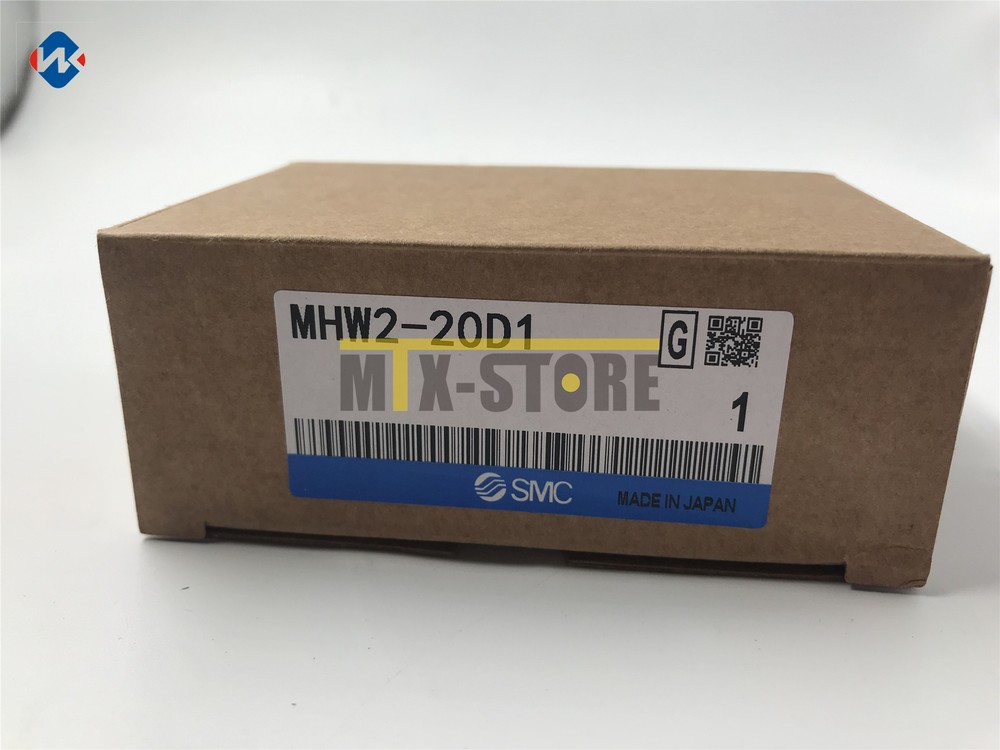 MHW2-20D1
G
MTX-STORE
1
SMC
MADE IN JAPAN